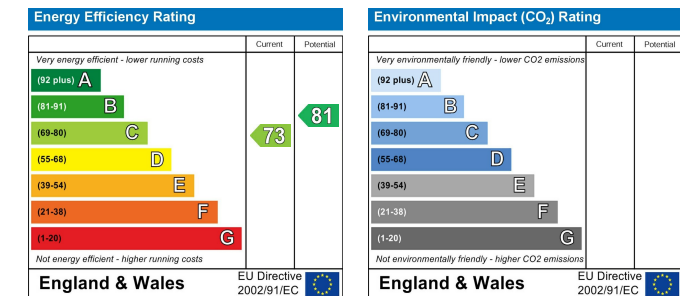 Energy Efficiency Rating
Current Potential
Very energy efficient - lower running costs
(92 plus) A
(81-91) B
(69-80) C
(55-68) D
(39-54) E
(21-38) F
(1-20) G
73
81
Not energy efficient - higher running costs
England & Wales
EU Directive
2002/91/EC
Environmental Impact (CO₂) Rating
Current Potential
Very environmentally friendly - lower CO2 emissions
(92 plus) A
(81-91) B
(69-80) C
(55-68) D
(39-54) E
(21-38) F
(1-20) G
Not environmentally friendly - higher CO2 emissions
England & Wales
EU Directive
2002/91/EC